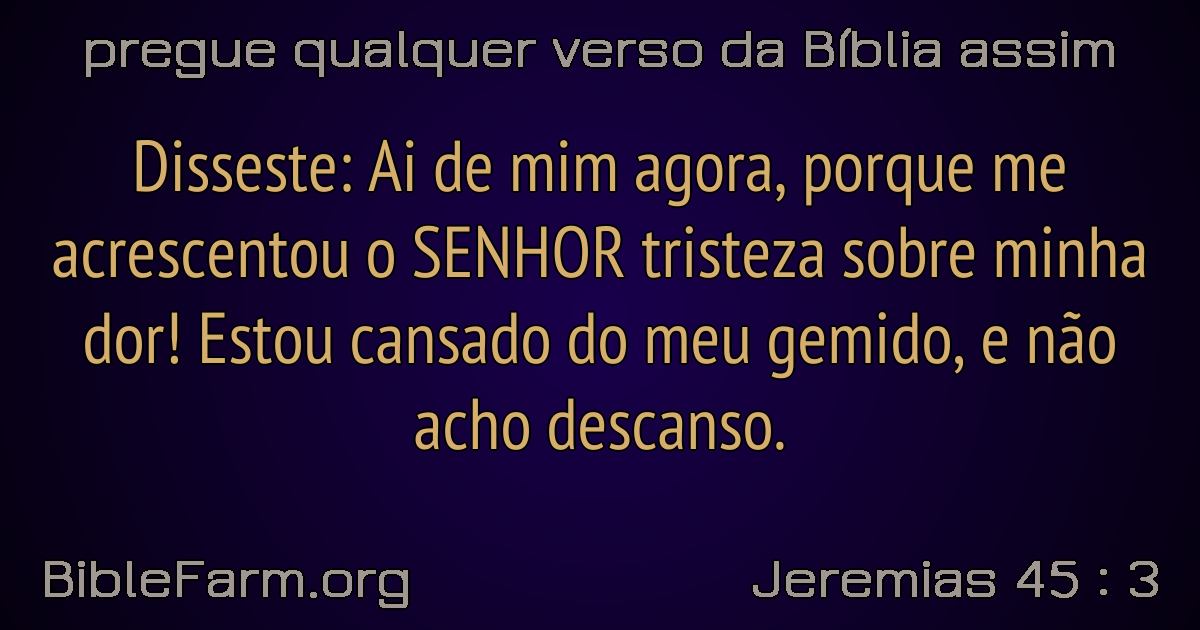 pregue qualquer verso da Bíblia assim
Disseste: Ai de mim agora, porque me
acrescentou o SENHOR tristeza sobre minha
dor! Estou cansado do meu gemido, e não
acho descanso.
BibleFarm.org
Jeremias 45 : 3